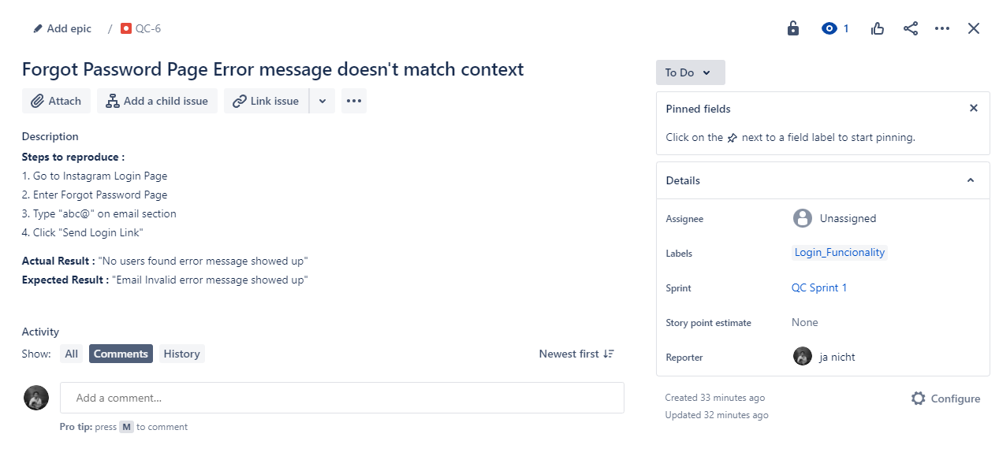 Add epic / QC-6
1
Forgot Password Page Error message doesn't match context
Attach Add a child issue Link issue
Description
Steps to reproduce :
1. Go to Instagram Login Page
2. Enter Forgot Password Page
3. Type "abc@" on email section
4. Click "Send Login Link"
Actual Result : "No users found error message showed up"
Expected Result : "Email Invalid error message showed up"
Activity
Show: All Comments History Newest first
Add a comment...
Pro tip: press M to comment
To Do
Pinned fields
Click on the next to a field label to start pinning.
Details
Assignee Unassigned
Labels Login_Funcionality
Sprint QC Sprint 1
Story point estimate None
Reporter ja nicht
Created 33 minutes ago
Configure
Updated 32 minutes ago